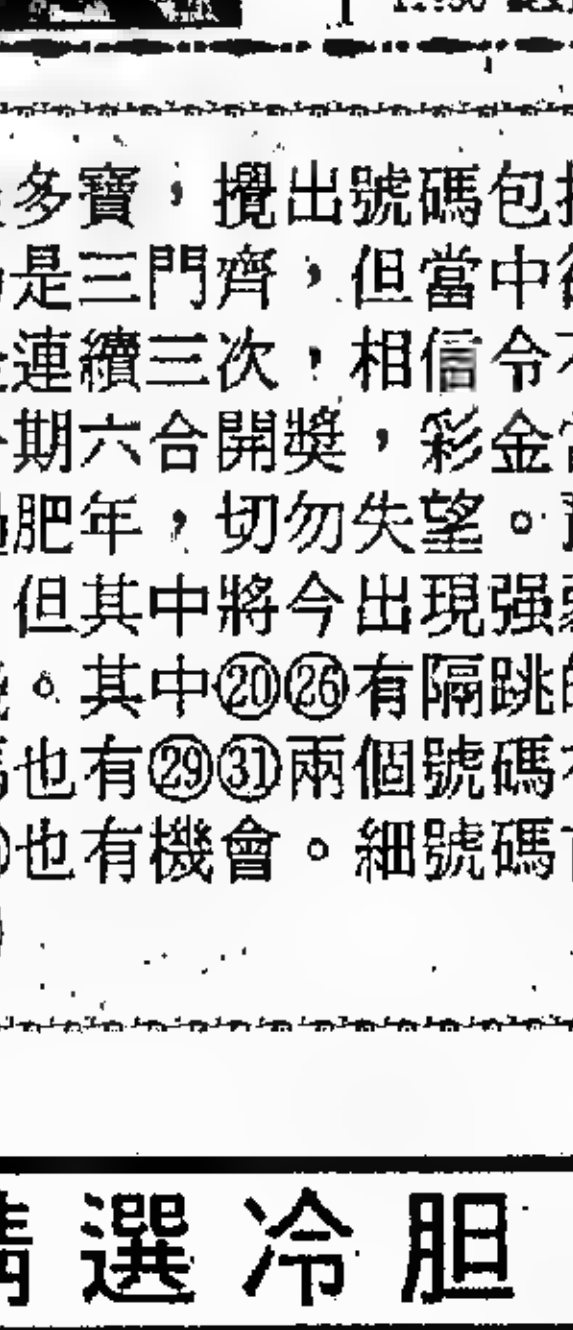 多寶，攪出號碼包
是三門齊，但當中
連續三次，相信令
期六合開獎，彩金
肥年，切勿失望。
但其中將今出現强
。其中⑳㉖有隔跳
也有㉙㉛兩個號碼
也有機會。細號碼
精選冷胆